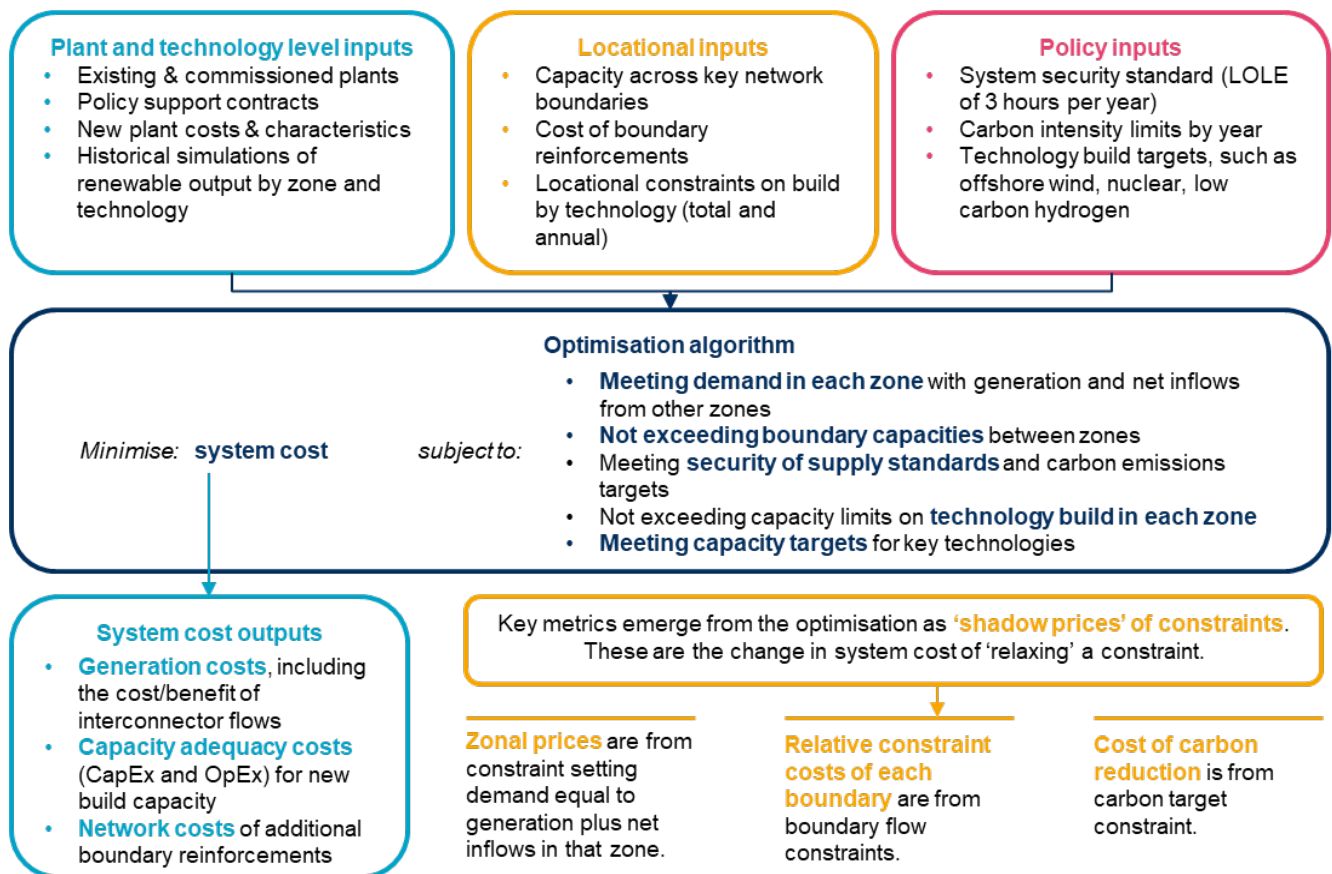 Plant and technology level inputs
• Existing & commissioned plants
• Policy support contracts
• New plant costs & characteristics
• Historical simulations of
renewable output by zone and
technology
Locational inputs
• Capacity across key network
boundaries
• Cost of boundary
reinforcements
• Locational constraints on build
by technology (total and
annual)
Policy inputs
• System security standard (LOLE
of 3 hours per year)
• Carbon intensity limits by year
• Technology build targets, such as
offshore wind, nuclear, low
carbon hydrogen
Optimisation algorithm
Minimise: system cost
subject to:
• Meeting demand in each zone with generation and net inflows
from other zones
• Not exceeding boundary capacities between zones
• Meeting security of supply standards and carbon emissions
targets
• Not exceeding capacity limits on technology build in each zone
• Meeting capacity targets for key technologies
System cost outputs
• Generation costs, including
the cost/benefit of
interconnector flows
• Capacity adequacy costs
(CapEx and OpEx) for new
build capacity
• Network costs of additional
boundary reinforcements
Key metrics emerge from the optimisation as ‘shadow prices’ of constraints.
These are the change in system cost of ‘relaxing’ a constraint.
Zonal prices are from
constraint setting
demand equal to
generation plus net
inflows in that zone.
Relative constraint
costs of each
boundary are from
boundary flow
constraints.
Cost of carbon
reduction is from
carbon target
constraint.